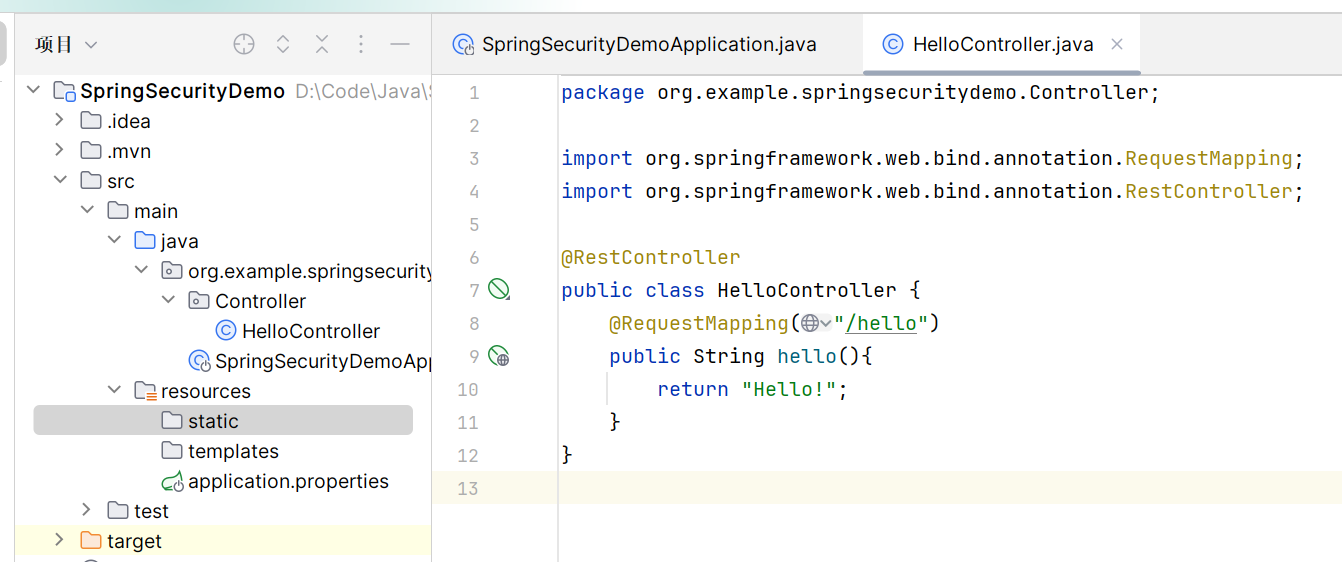 项目
SpringSecurityDemo D:\Code\Java\
.idea
.mvn
src
main
java
org.example.springsecurity
Controller
HelloController
SpringSecurityDemoApp
resources
static
templates
application.properties
test
target
SpringSecurityDemoApplication.java HelloController.java
1 package org.example.springsecuritydemo.Controller;
2
3 import org.springframework.web.bind.annotation.RequestMapping;
4 import org.springframework.web.bind.annotation.RestController;
5
6 @RestController
7 public class HelloController {
8 @RequestMapping("/hello")
9 public String hello(){
10 return "Hello!";
11 }
12 }
13